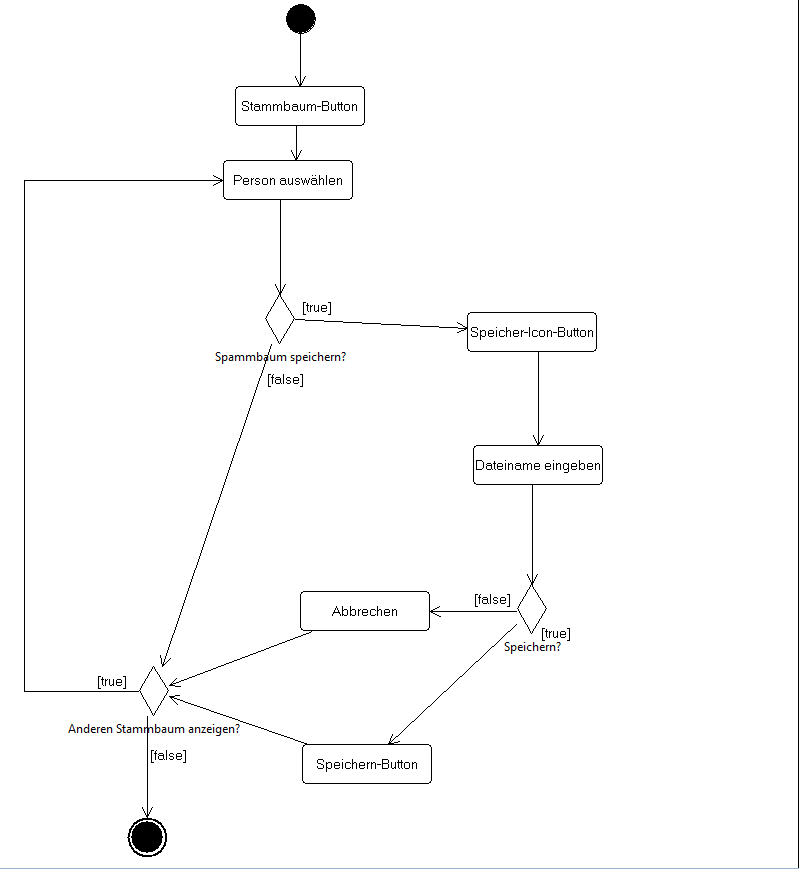 Stammbaum-Button
Person auswählen
[true]
Speicher-Icon-Button
Spammbaum speichern?
[false]
Dateiname eingeben
Abbrechen
[false]
[true]
Speichern?
[true]
Anderen Stammbaum anzeigen?
[false]
Speichern-Button